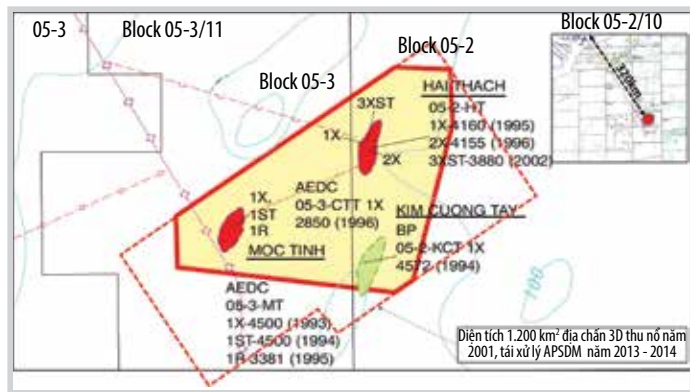 05-3
Block 05-3/11
Block 05-2/10
Block 05-2
Block 05-3
320km
HAI THACH
05-2-HT
1X-4160 (1995)
2X-4155 (1996)
3XST-3880 (2002)
3XST
1X
2X
1X,
1ST
1R
MOC TINH
AEDC
05-3-CTT 1X
2850 (1996)
KIM CUONG TAY
BP
05-2-KCT 1X
4572 (1994)
AEDC
05-3-MT
1X-4500 (1993)
1ST-4500 (1994)
1R-3381 (1995)
100
Diện tích 1.200 km² địa chấn 3D thu nổ năm
2001, tái xử lý APSDM năm 2013 - 2014